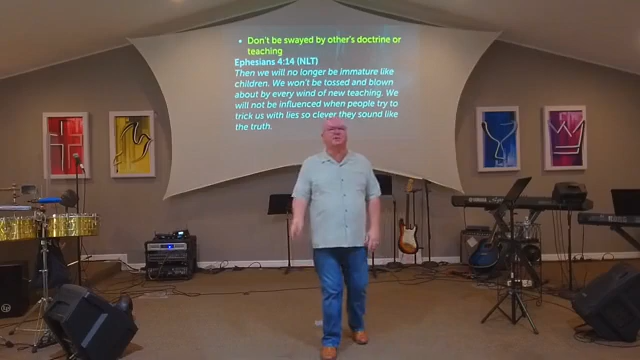 • Don't be swayed by other's doctrine or
teaching
Ephesians 4:14 (NLT)
Then we will no longer be immature like
children. We won't be tossed and blown
about by every wind of new teaching. We
will not be influenced when people try to
trick us with lies so clever they sound like
the truth.